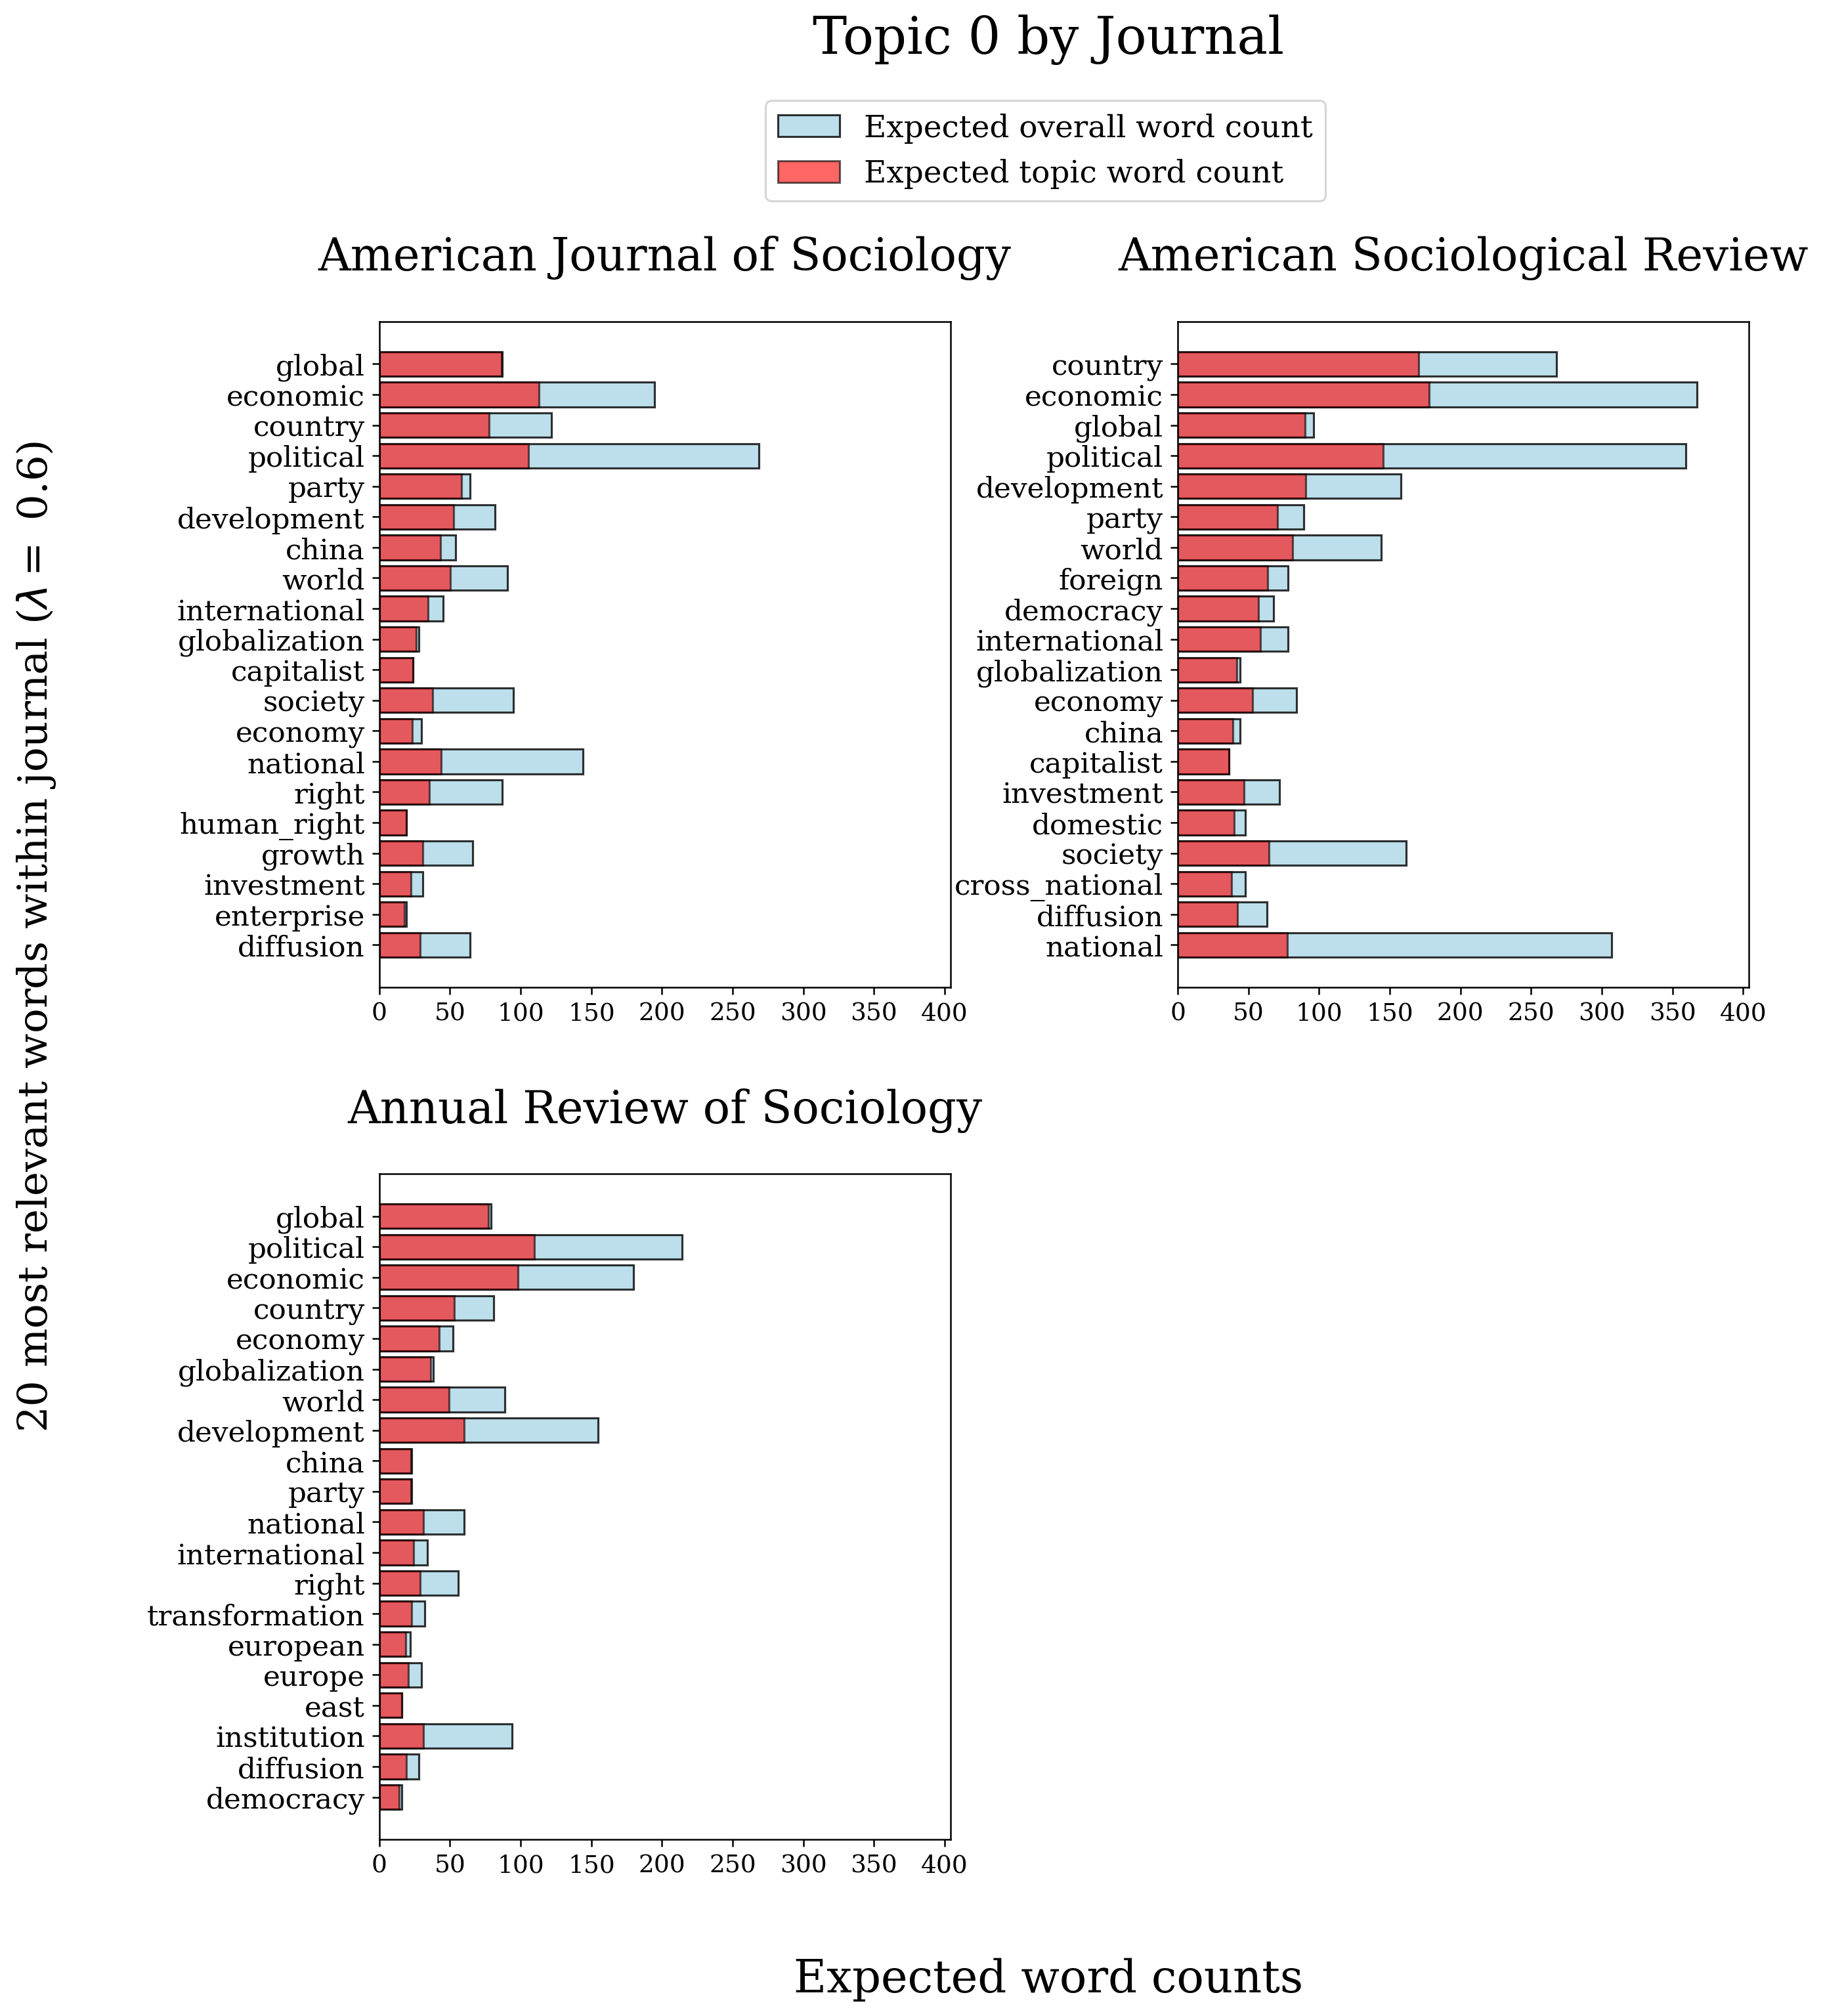 Topic 0 by Journal
Expected overall word count
Expected topic word count
20 most relevant words within journal (λ = 0.6)
American Journal of Sociology
global
economic
country
political
party
development
china
world
international
globalization
capitalist
society
economy
national
right
human_right
growth
investment
enterprise
diffusion
0 50 100 150 200 250 300 350 400
American Sociological Review
country
economic
global
political
development
party
world
foreign
democracy
international
globalization
economy
china
capitalist
investment
domestic
society
cross_national
diffusion
national
0 50 100 150 200 250 300 350 400
Annual Review of Sociology
global
political
economic
country
economy
globalization
world
development
china
party
national
international
right
transformation
european
europe
east
institution
diffusion
democracy
0 50 100 150 200 250 300 350 400
Expected word counts